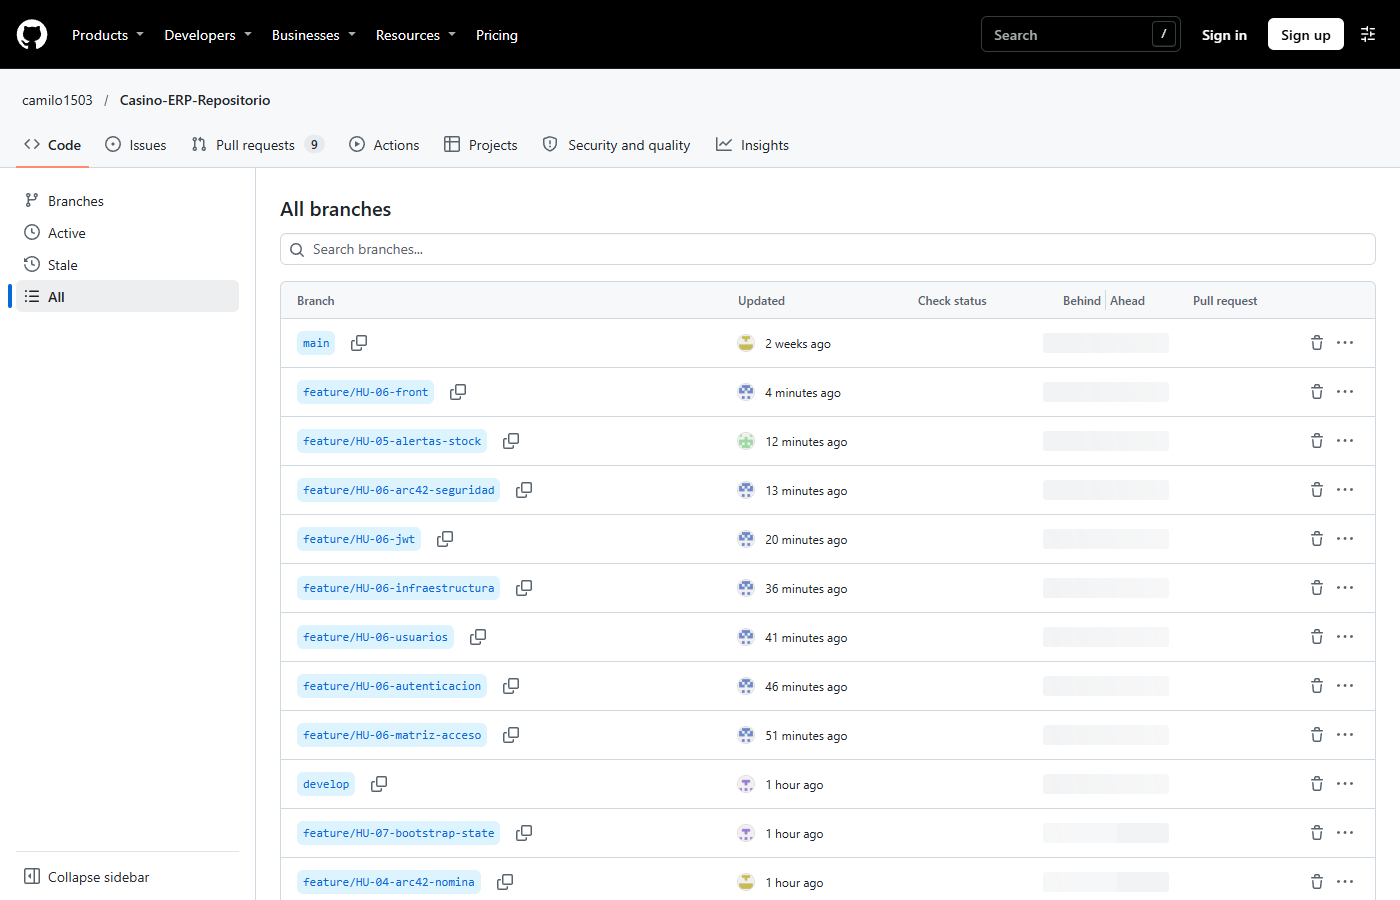 Products Developers Businesses Resources Pricing Search / Sign in Sign up
camilo1503 / Casino-ERP-Repositorio
Code Issues Pull requests 9 Actions Projects Security and quality Insights
Branches
Active
Stale
All
Collapse sidebar
All branches
Search branches...
Branch Updated Check status Behind Ahead Pull request
main 2 weeks ago
feature/HU-06-front 4 minutes ago
feature/HU-05-alertas-stock 12 minutes ago
feature/HU-06-arc42-seguridad 13 minutes ago
feature/HU-06-jwt 20 minutes ago
feature/HU-06-infraestructura 36 minutes ago
feature/HU-06-usuarios 41 minutes ago
feature/HU-06-autenticacion 46 minutes ago
feature/HU-06-matriz-acceso 51 minutes ago
develop 1 hour ago
feature/HU-07-bootstrap-state 1 hour ago
feature/HU-04-arc42-nomina 1 hour ago